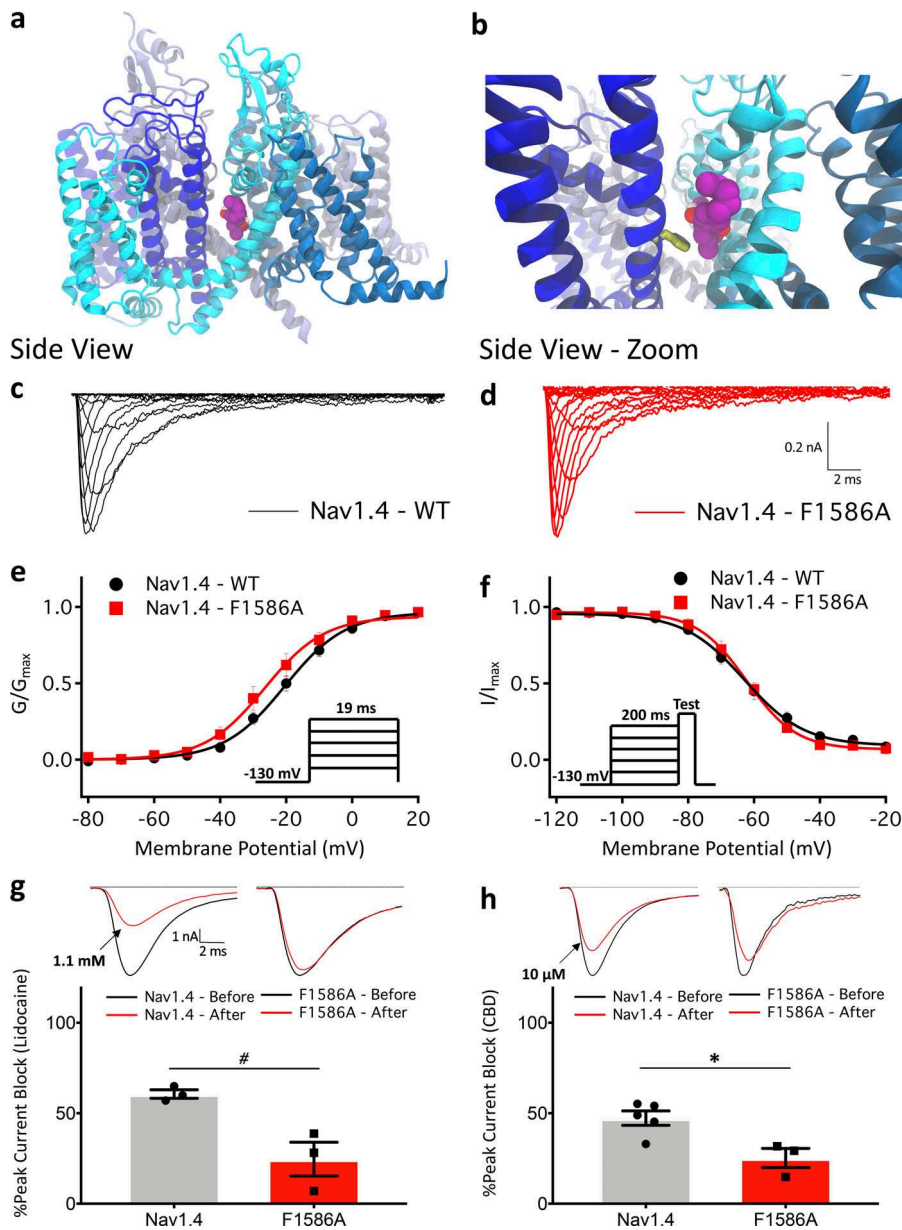 a
b
Side View
Side View - Zoom
c
d
0.2 nA
2 ms
Nav1.4 - WT
Nav1.4 - F1586A
e
Nav1.4 - WT
Nav1.4 - F1586A
1.0
0.5
0.0
G/Gmax
19 ms
-130 mV
-80
-60
-40
-20
0
20
Membrane Potential (mV)
f
Nav1.4 - WT
Nav1.4 - F1586A
1.0
0.5
0.0
I/Imax
Test
200 ms
-130 mV
-120
-100
-80
-60
-40
-20
Membrane Potential (mV)
g
1.1 mM
1 nA
2 ms
Nav1.4 - Before
F1586A - Before
Nav1.4 - After
F1586A - After
%Peak Current Block (Lidocaine)
100
50
0
#
Nav1.4
F1586A
h
10 µM
Nav1.4 - Before
F1586A - Before
Nav1.4 - After
F1586A - After
%Peak Current Block (CBD)
100
50
0
*
Nav1.4
F1586A